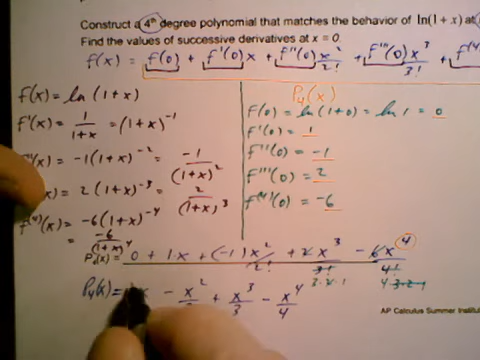 Construct a 4th degree polynomial that matches the behavior of ln(1 + x) at
Find the values of successive derivatives at x = 0.
f(x) = f(0) + f'(0)x + f''(0)x²/2! + f'''(0)x³/3! + f⁽⁴
f(x) = ln(1+x)
f'(x) = 1/(1+x) = (1+x)⁻¹
f''(x) = -1(1+x)⁻² = -1/(1+x)²
(x) = 2(1+x)⁻³ = 2/(1+x)³
f⁽⁴⁾(x) = -6(1+x)⁻⁴
= -6/(1+x)⁴
P₄(x)
f(0) = ln(1+0) = ln 1 = 0
f'(0) = 1
f''(0) = -1
f'''(0) = 2
f⁽⁴⁾(0) = -6
P₄(x) = 0 + 1x + (-1)x²/2! + 2x³/3! - 6x⁴/4!
3·2·1 4·3·2·1
P₄(x) = x - x²/2 + x³/3 - x⁴/4
AP Calculus Summer Institut